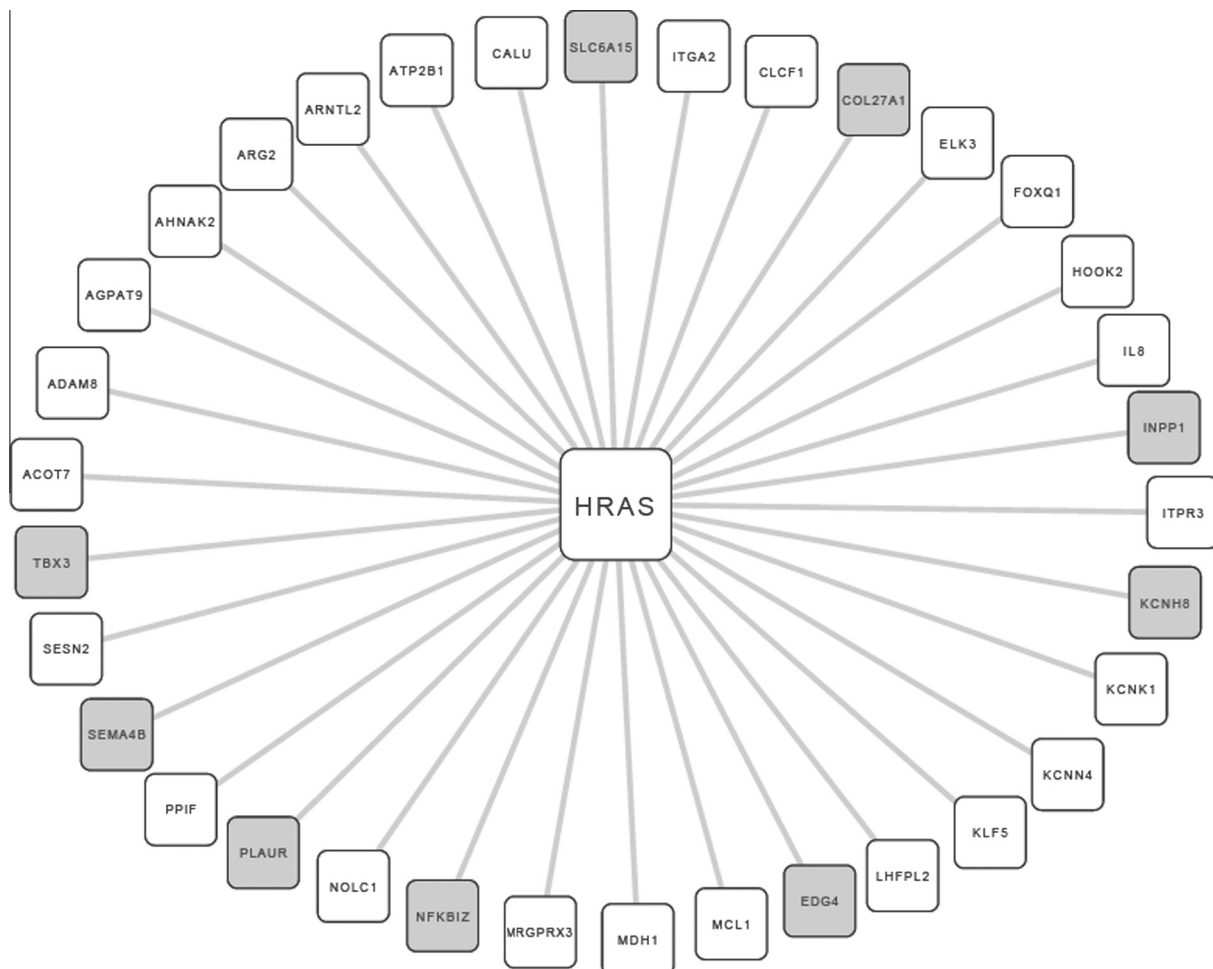 SLC6A15
ITGA2
CLCF1
COL27A1
ELK3
FOXQ1
HOOK2
IL8
INPP1
ITPR3
KCNH8
KCNK1
KCNN4
KLF5
LHFPL2
EDG4
MCL1
MDH1
MRGPRX3
NFKBIZ
NOLC1
PLAUR
PPIF
SEMA4B
SESN2
TBX3
ACOT7
ADAM8
AGPAT9
AHNAK2
ARG2
ARNTL2
ATP2B1
CALU
HRAS